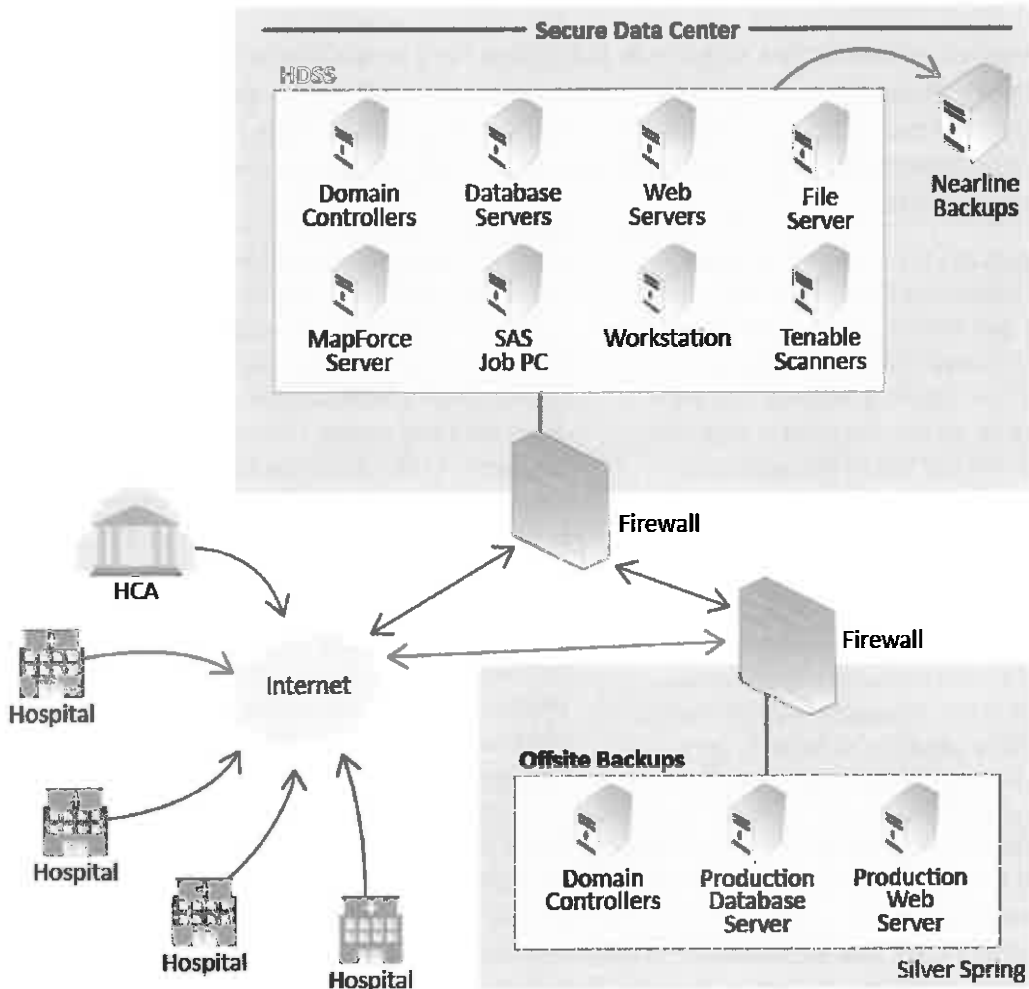 Secure Data Center
HDSS
Domain
Controllers
Database
Servers
Web
Servers
File
Server
Nearline
Backups
MapForce
Server
SAS
Job PC
Workstation
Tenable
Scanners
Firewall
HCA
Firewall
Internet
Hospital
Hospital
Hospital
Hospital
Offsite Backups
Domain
Controllers
Production
Database
Server
Production
Web
Server
Silver Spring